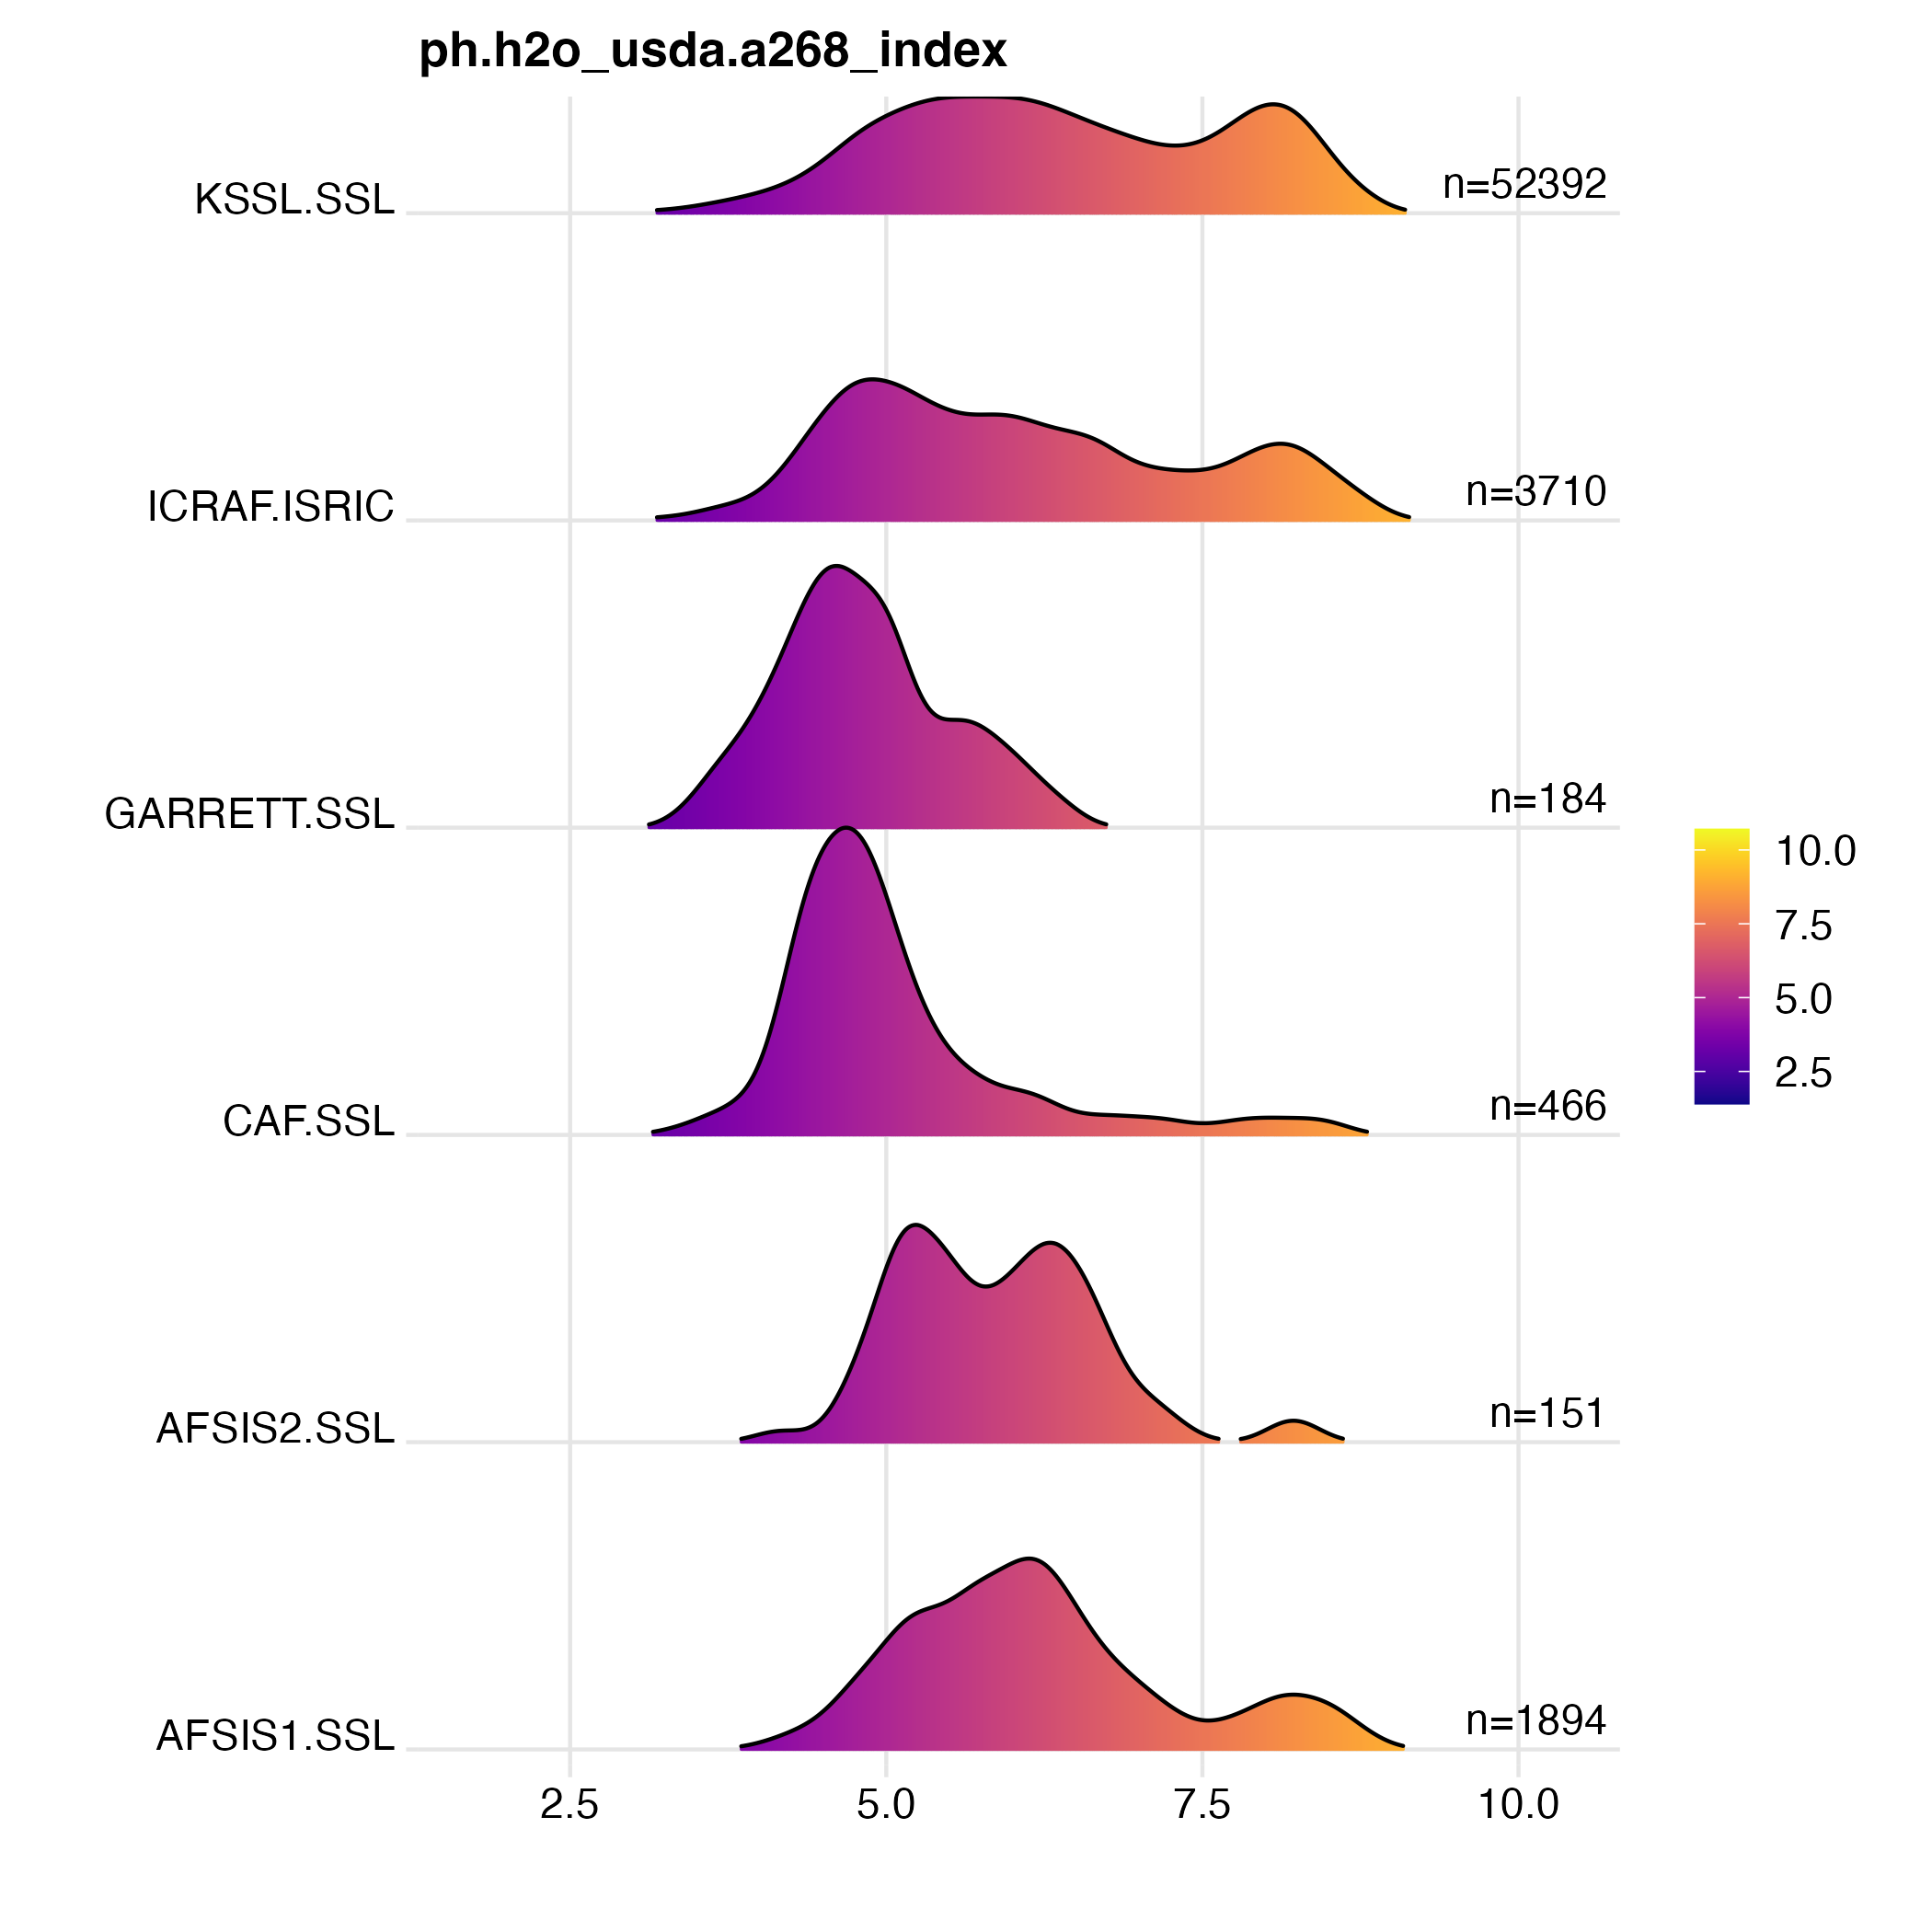 ph.h2o_usda.a268_index
KSSL.SSL n=52392
ICRAF.ISRIC n=3710
GARRETT.SSL n=184
10.0
7.5
5.0
2.5
CAF.SSL n=466
AFSIS2.SSL n=151
AFSIS1.SSL n=1894
2.5 5.0 7.5 10.0